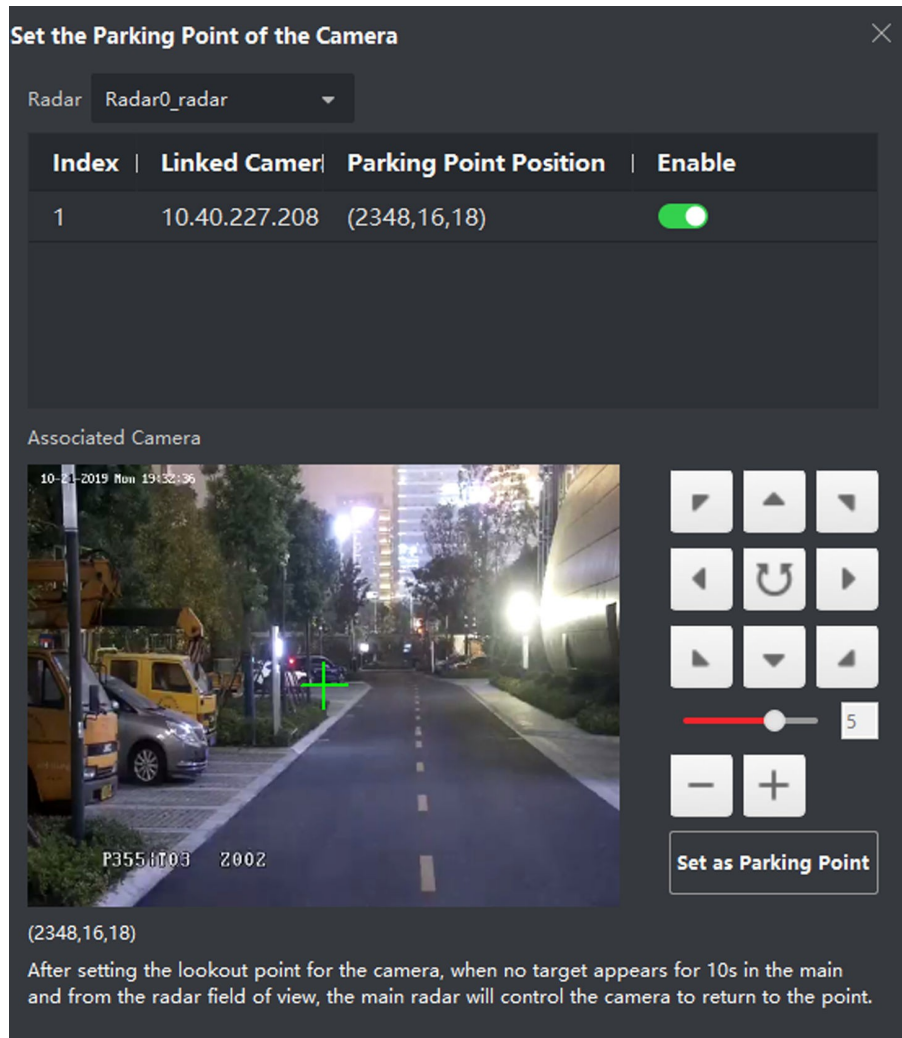 Set the Parking Point of the Camera
Radar Radar0_radar
Index Linked Camer Parking Point Position Enable
1 10.40.227.208 (2348,16,18)
Associated Camera
10-21-2019 Mon 19:32:36
5
P355 T03 Z002
Set as Parking Point
(2348,16,18)
After setting the lookout point for the camera, when no target appears for 10s in the main
and from the radar field of view, the main radar will control the camera to return to the point.